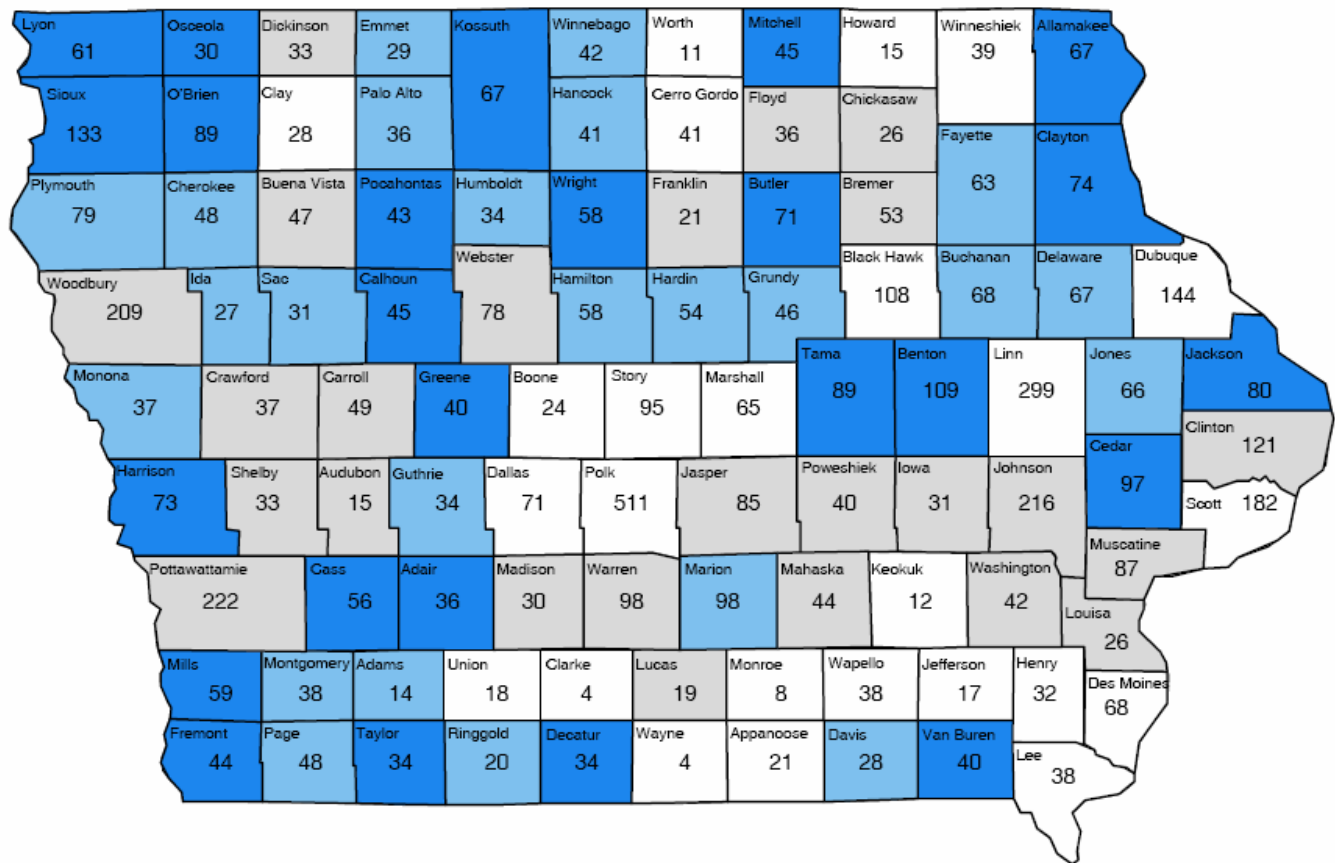 Lyon
61
Osceola
30
Dickinson
33
Emmet
29
Kossuth
67
Winnebago
42
Worth
11
Mitchell
45
Howard
15
Winneshiek
39
Allamakee
67
Sioux
133
O'Brien
89
Clay
28
Palo Alto
36
Hancock
41
Cerro Gordo
41
Floyd
36
Chickasaw
26
Fayette
63
Clayton
74
Plymouth
79
Cherokee
48
Buena Vista
47
Pocahontas
43
Humboldt
34
Wright
58
Franklin
21
Butler
71
Bremer
53
Woodbury
209
Ida
27
Sac
31
Calhoun
45
Webster
78
Hamilton
58
Hardin
54
Grundy
46
Black Hawk
108
Buchanan
68
Delaware
67
Dubuque
144
Monona
37
Crawford
37
Carroll
49
Greene
40
Boone
24
Story
95
Marshall
65
Tama
89
Benton
109
Linn
299
Jones
66
Jackson
80
Clinton
121
Harrison
73
Shelby
33
Audubon
15
Guthrie
34
Dallas
71
Polk
511
Jasper
85
Poweshiek
40
Iowa
31
Johnson
216
Cedar
97
Scott 182
Muscatine
87
Pottawattamie
222
Cass
56
Adair
36
Madison
30
Warren
98
Marion
98
Mahaska
44
Keokuk
12
Washington
42
Louisa
26
Mills
59
Montgomery
38
Adams
14
Union
18
Clarke
4
Lucas
19
Monroe
8
Wapello
38
Jefferson
17
Henry
32
Des Moines
68
Fremont
44
Page
48
Taylor
34
Ringgold
20
Decatur
34
Wayne
4
Appanoose
21
Davis
28
Van Buren
40
Lee
38